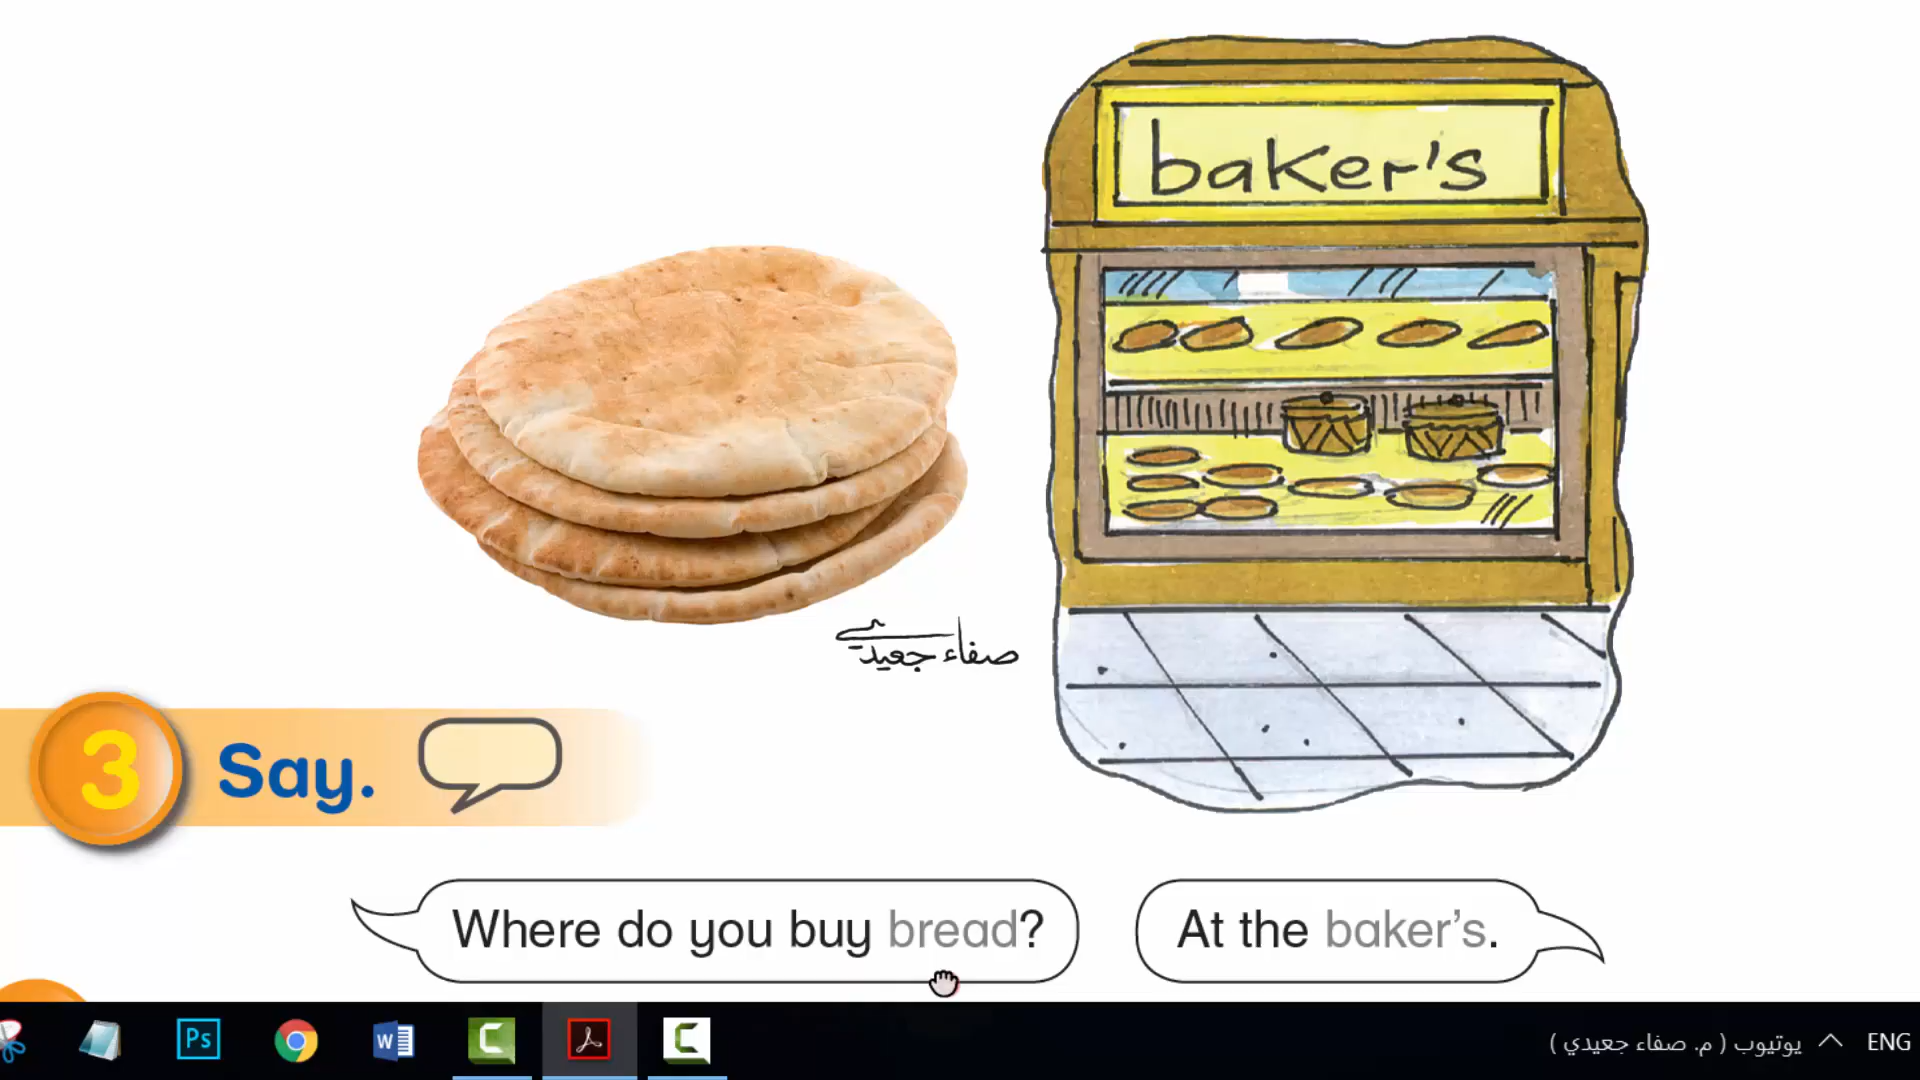 baker's
صفاء جعيدي
3 Say.
Where do you buy bread?
At the baker's.
Ps
W
C
C
يوتيوب ( م. صفاء جعيدي )
ENG